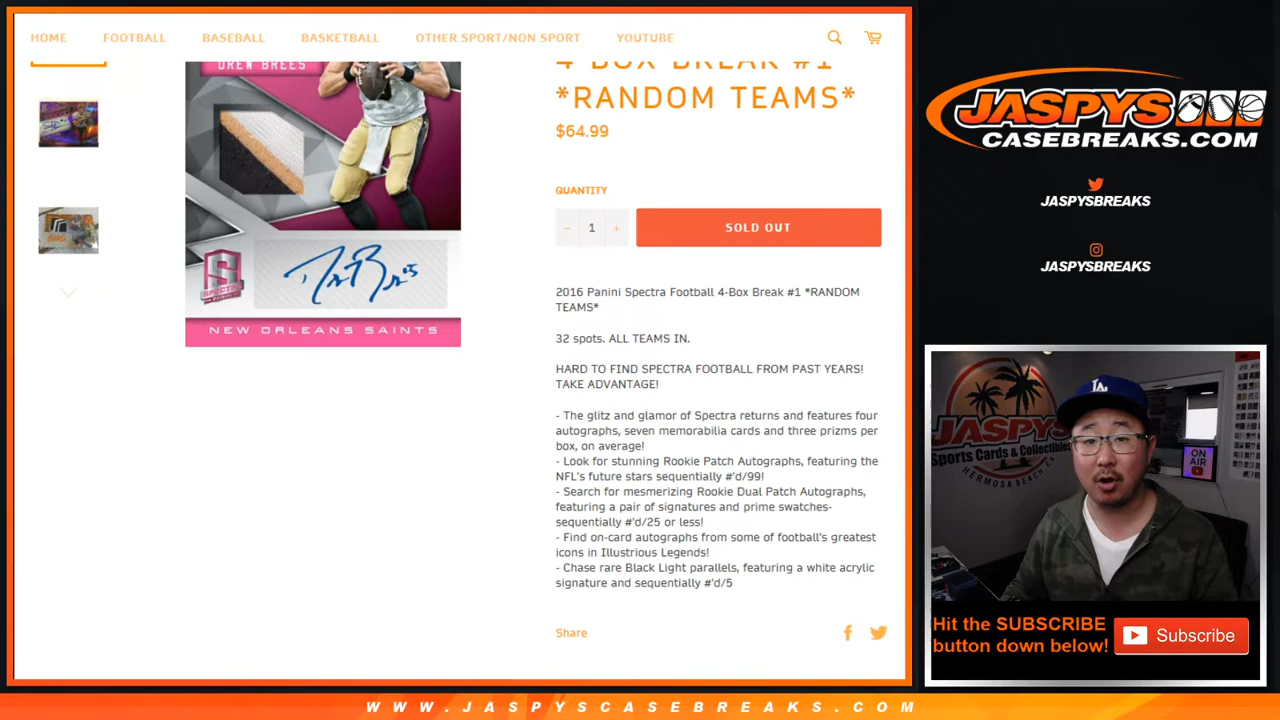 HOME FOOTBALL BASEBALL BASKETBALL OTHER SPORT/NON SPORT YOUTUBE
DREW BREES
NEW ORLEANS SAINTS
4-BOX BREAK #1
*RANDOM TEAMS*
$64.99
QUANTITY
− 1 +
SOLD OUT
2016 Panini Spectra Football 4-Box Break #1 *RANDOM
TEAMS*
32 spots. ALL TEAMS IN.
HARD TO FIND SPECTRA FOOTBALL FROM PAST YEARS!
TAKE ADVANTAGE!
- The glitz and glamor of Spectra returns and features four
autographs, seven memorabilia cards and three prizms per
box, on average!
- Look for stunning Rookie Patch Autographs, featuring the
NFL's future stars sequentially #'d/99!
- Search for mesmerizing Rookie Dual Patch Autographs,
featuring a pair of signatures and prime swatches-
sequentially #'d/25 or less!
- Find on-card autographs from some of football's greatest
icons in Illustrious Legends!
- Chase rare Black Light parallels, featuring a white acrylic
signature and sequentially #'d/5
Share
JASPYS
CASEBREAKS.COM
JASPYSBREAKS
JASPYSBREAKS
JASPYS
Sports Cards & Collectibles
HERMOSA BEACH, CA
LA
ON
AIR
Hit the SUBSCRIBE
button down below!
Subscribe
WWW.JASPYSCASEBREAKS.COM